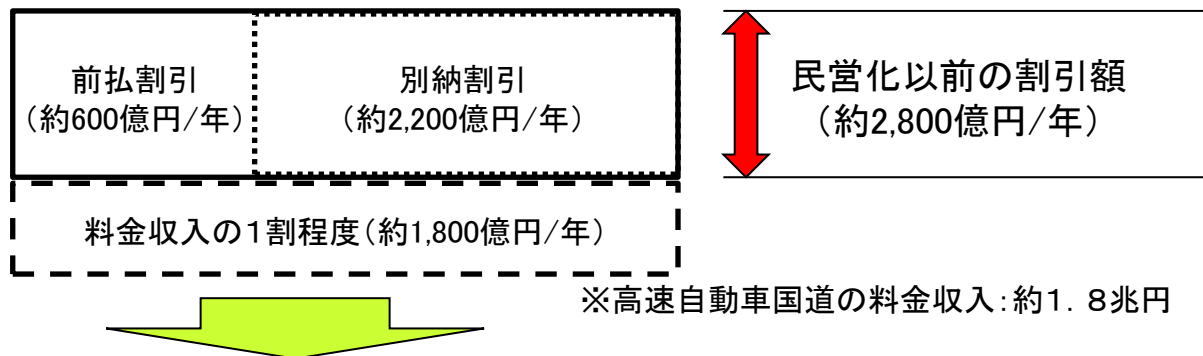 前払割引
(約600億円/年)
別納割引
(約2,200億円/年)
民営化以前の割引額
(約2,800億円/年)
料金収入の1割程度(約1,800億円/年)
※高速自動車国道の料金収入:約1.8兆円